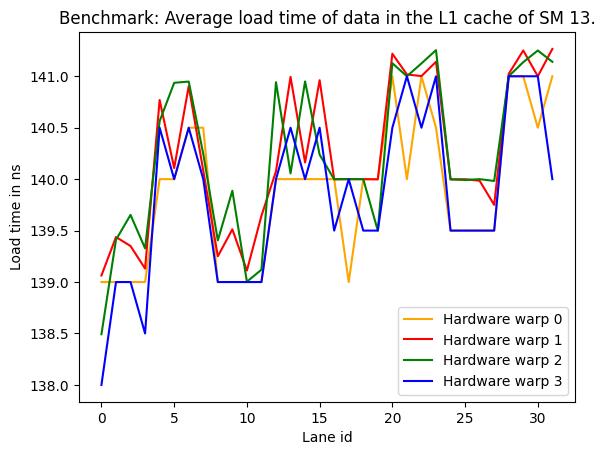 Benchmark: Average load time of data in the L1 cache of SM 13.
Load time in ns
141.0
140.5
140.0
139.5
139.0
138.5
138.0
Hardware warp 0
Hardware warp 1
Hardware warp 2
Hardware warp 3
0 5 10 15 20 25 30
Lane id